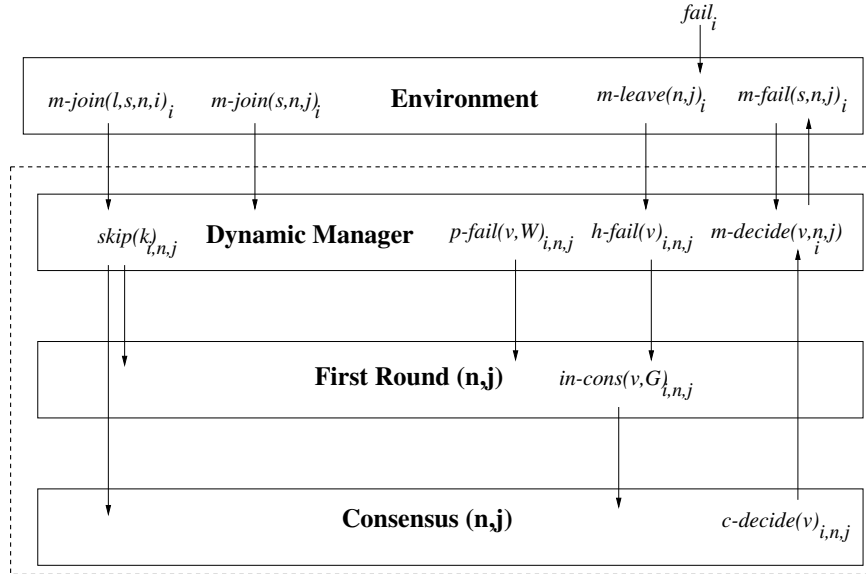 fail_i
m-join(l,s,n,i)_i m-join(s,n,j)_i Environment m-leave(n,j)_i m-fail(s,n,j)_i
skip(k)_i,n,j Dynamic Manager p-fail(v,W)_i,n,j h-fail(v)_i,n,j m-decide(v,n,j)_i
First Round (n,j) in-cons(v,G)_i,n,j
Consensus (n,j) c-decide(v)_i,n,j